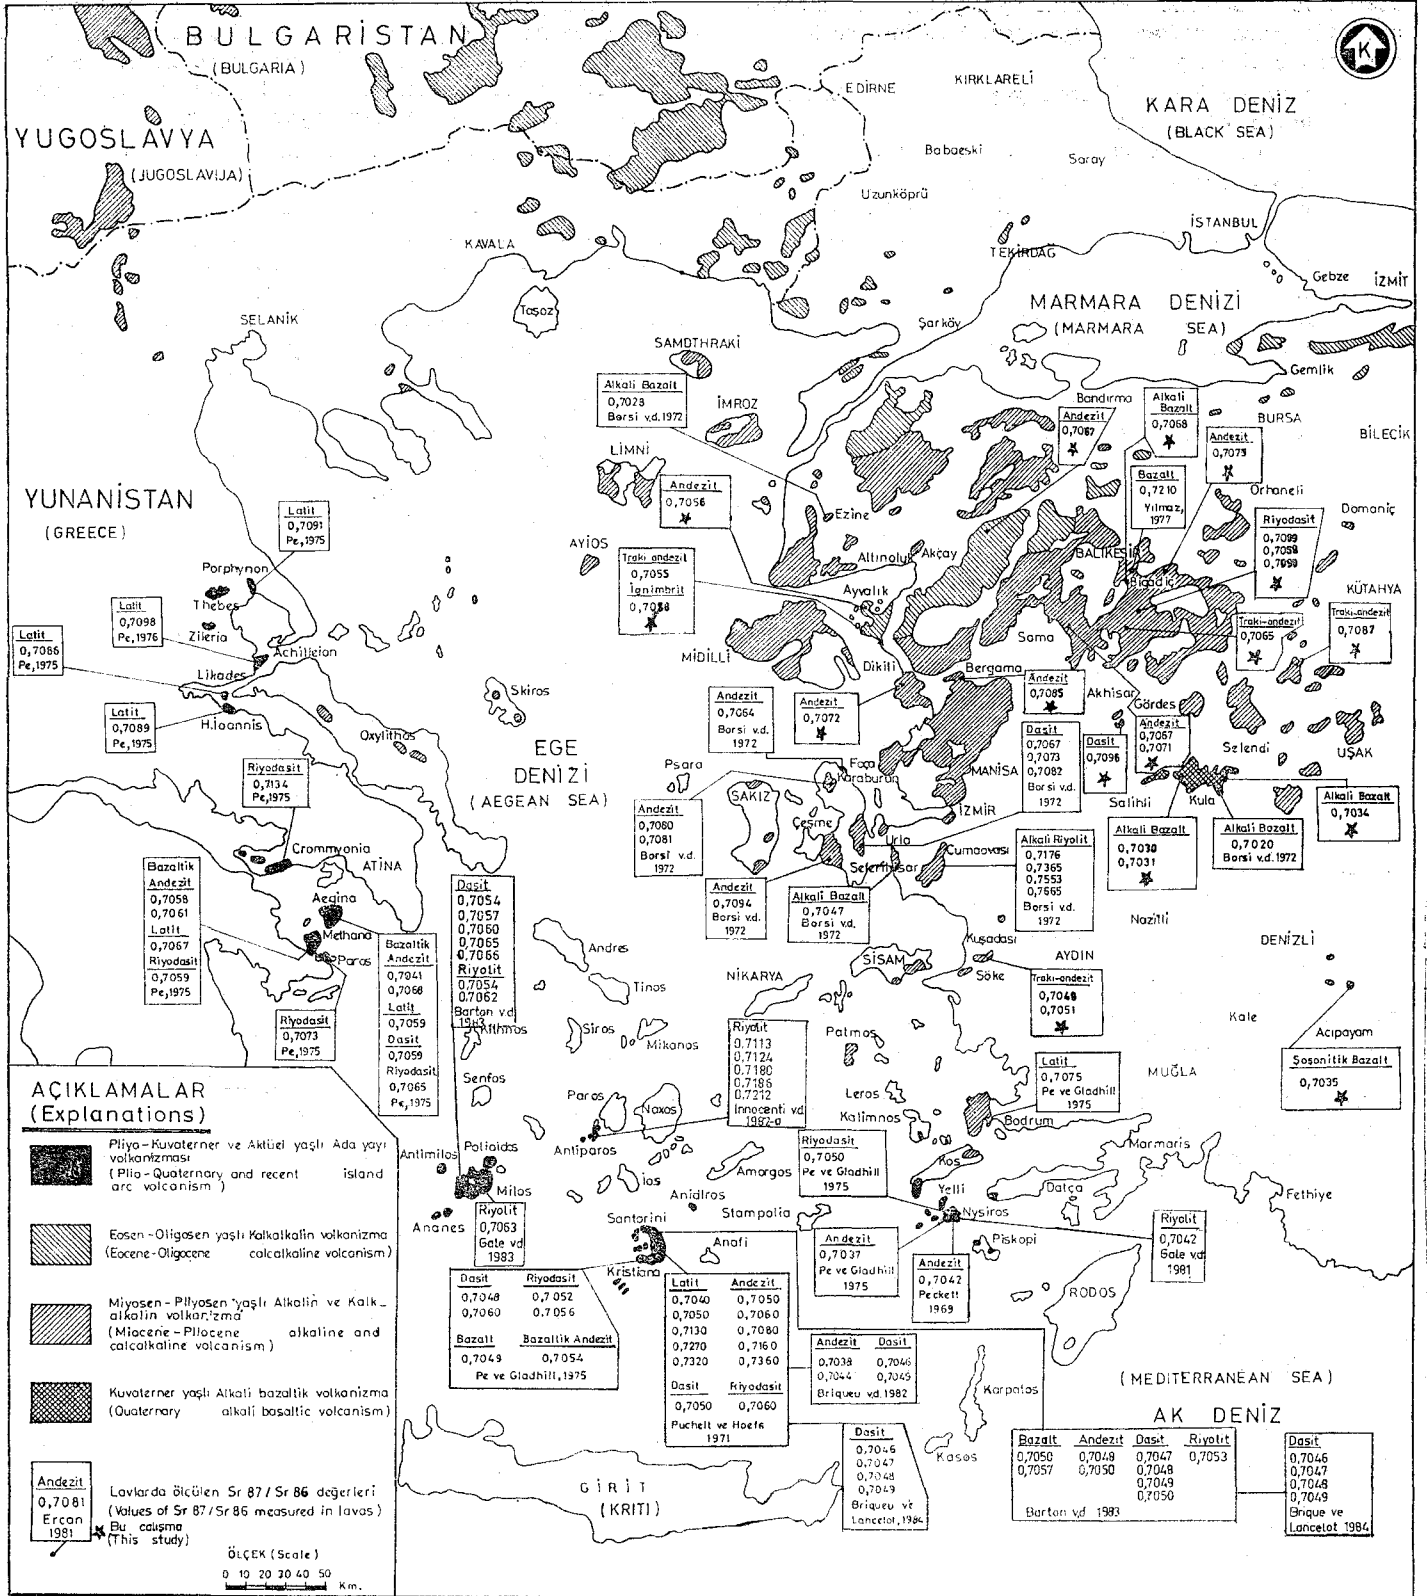 BULGARİSTAN
(BULGARIA)
K
EDİRNE
KIRKLARELİ
KARA DENİZ
(BLACK SEA)
YUGOSLAVYA
(JUGOSLAVIJA)
Babaeski
Saray
Uzunköprü
İSTANBUL
KAVALA
TEKİRDAĞ
Gebze
İZMİT
Taşoz
MARMARA DENİZİ
(MARMARA SEA)
SELANİK
Şarköy
SAMOTHRAKI
Gemlik
Alkali Bazalt
0,7028
Borsi v.d.1972
İMROZ
Bandırma
Andezit
0,7067
Alkali
Bazalt
0,7068
BURSA
Andezit
0,7075
BİLECİK
LİMNİ
Andezit
0,7056
YUNANİSTAN
(GREECE)
Latit
0,7091
Pe,1975
Bazalt
0,7210
Yılmaz,
1977
Orhaneli
Domaniç
Ezine
Riyodasit
0,7099
0,7058
AYİOS
Altınoluk
Akçay
BALIKESİR
Bigadiç
Porphynon
Thebes
Traki andezit
0,7055
İgnimbrit
Ayvalık
KÜTAHYA
Latit
0,7098
Pe,1976
Zileria
Traki-andezit
0,7065
Traki-andezit
0,7087
Latit
0,7086
Pe,1975
Achilleion
MİDİLLİ
Soma
Likades
Dikili
Bergama
Skiros
Andezit
0,7085
Akhisar
Gördes
Latit
0,7089
Pe,1975
H.İoannis
Andezit
0,7064
Borsi v.d.
1972
Andezit
0,7072
Andezit
0,7067
0,7071
Selendi
UŞAK
Oxylithos
EGE
DENİZİ
(AEGEAN SEA)
Dasit
0,7067
0,7073
0,7082
Borsi v.d.
1972
Dasit
0,7096
Psara
Foça
Karaburun
MANİSA
Riyodasit
0,7134
Pe,1975
Salihli
Kula
SAKIZ
İZMİR
Alkali Bazalt
0,7034
Andezit
0,7080
0,7081
Borsi v.d.
1972
Çeşme
Urla
Alkali Bazalt
0,7030
0,7031
Alkali Bazalt
0,7020
Borsi v.d.1972
Crommyonia
ATİNA
Seferihisar
Cumaovası
Alkali Riyolit
0,7176
0,7365
0,7553
0,7665
Borsi v.d.
1972
Bazaltik
Andezit
0,7058
0,7061
Latit
0,7067
Riyodasit
0,7059
Pe,1975
Aegina
Methana
Poros
Dasit
0,7054
0,7057
0,7060
0,7065
0,7066
Riyolit
0,7054
0,7062
Barton v.d
1983
Andezit
0,7094
Borsi v.d.
1972
Alkali Bazalt
0,7047
Borsi v.d.
1972
Nazilli
Andres
Kuşadası
DENİZLİ
Bazaltik
Andezit
0,7041
0,7068
Latit
0,7059
Dasit
0,7059
Riyodasit
0,7065
Pe,1975
SİSAM
AYDIN
Söke
NİKARYA
Tinos
Traki-andezit
0,7048
0,7051
Riyodasit
0,7073
Pe,1975
Kithnos
Siros
Mikonos
Riyolit
0.7113
0.7124
0.7180
0.7186
0.7212
Innocenti vd
1982-a
Patmos
Kale
Acıpayam
Şoşonitik Bazalt
0,7035
Senfos
Latit
0,7075
Pe ve Gladhill
1975
MUĞLA
Leros
Paros
Naxos
Kalimnos
Bodrum
AÇIKLAMALAR
(Explanations)
Antiparos
Riyodasit
0,7050
Pe ve Gladhill
1975
Marmaris
Pliyo-Kuvaterner ve Aktüel yaşlı Ada yayı
volkanizması
(Plio-Quaternary and recent island
arc volcanism)
Antimilos
Milos
Amorgos
Kos
Datça
Fethiye
Ios
Anidros
Yelli
Ananes
Riyolit
0,7063
Gale vd
1983
Santorini
Stampalia
Nysiros
Riyolit
0,7042
Gale v.d
1981
Eosen-Oligosen yaşlı Kalkalkalin volkanizma
(Eocene-Oligocene calcalkaline volcanism)
Anafi
Andezit
0,7037
Pe ve Gladhill
1975
Piskopi
Kristiana
Andezit
0,7042
Peckett
1969
RODOS
Dasit Riyodasit
0,7048 0,7052
0,7060 0.7056
Bazalt Bazaltik Andezit
0,7049 0,7054
Pe ve Gladhill,1975
Latit Andezit
0,7040 0,7050
0,7050 0,7060
0,7130 0,7080
0,7270 0,7160
0,7320 0,7360
Dasit Riyodasit
0,7050 0,7060
Puchelt ve Hoefs
1971
Miyosen-Pliyosen yaşlı Alkalin ve Kalk_
alkalin volkanizma
(Miocene-Pliocene alkaline and
calcalkaline volcanism)
Andezit Dasit
0,7038 0,7046
0,7044 0,7045
Briqueu v.d. 1982
(MEDITERRANEAN SEA)
AK DENİZ
Karpatos
Kuvaterner yaşlı Alkali bazaltik volkanizma
(Quaternary alkali basaltic volcanism)
Kasos
Dasit
0,7046
0,7047
0,7048
0,7049
Briqueu ve
Lancelot,1984
Bazalt Andezit Dasit Riyolit
0,7050 0,7048 0,7047 0,7053
0,7057 0,7050 0,7048
0,7049
0,7050
Barton v.d 1983
Dasit
0,7046
0,7047
0,7048
0,7049
Brique ve
Lancelot 1984
GİRİT
(KRITI)
Andezit
0,7081
Ercan
1981
Lavlarda ölçülen Sr 87/Sr 86 değerleri
(Values of Sr 87/Sr 86 measured in lavas)
Bu çalışma
(This study)
ÖLÇEK (Scale)
0 10 20 30 40 50
Km.